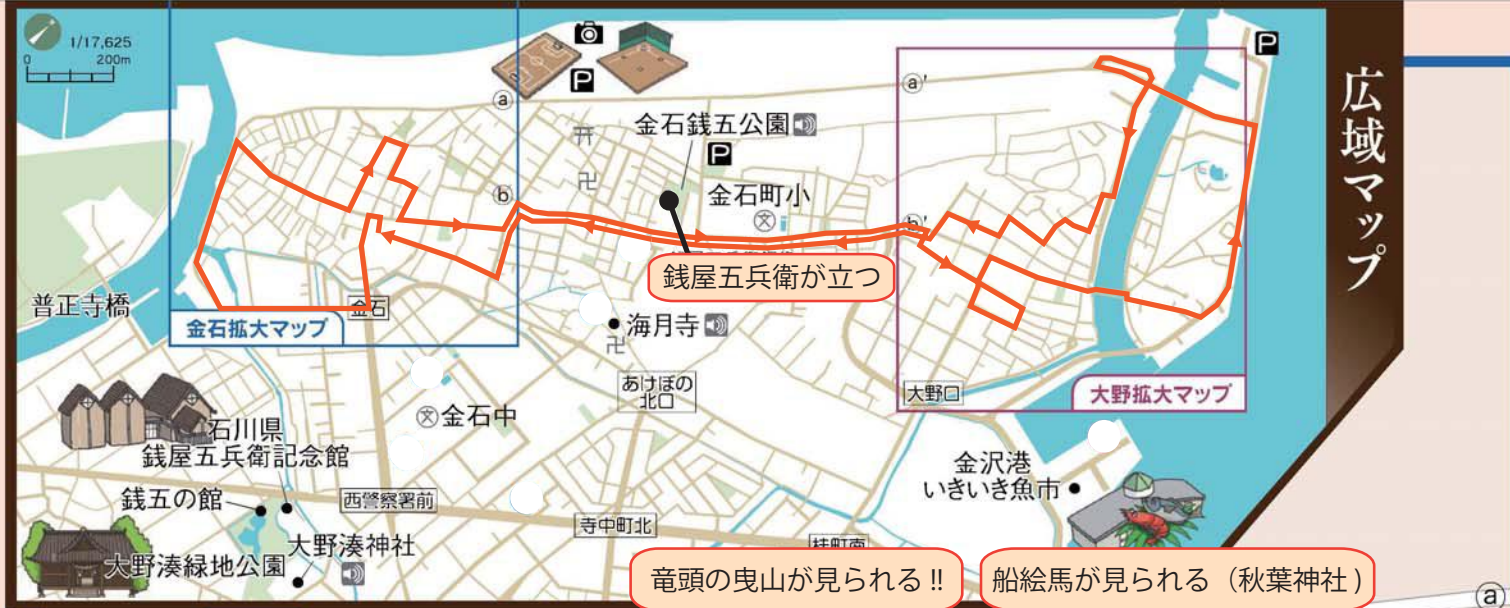 1/17,625
0 200m
広域マップ
P
P
P
ⓐ
ⓐ'
金石銭五公園
金石町小
文
ⓑ
b'
銭屋五兵衛が立つ
普正寺橋
金石
金石拡大マップ
海月寺
あけぼの
北口
大野口
大野拡大マップ
文 金石中
石川県
銭屋五兵衛記念館
銭五の館
西警察署前
寺中町北
金沢港
いきいき魚市
大野湊神社
大野湊緑地公園
桂町南
竜頭の曳山が見られる!!
船絵馬が見られる(秋葉神社)
ⓐ